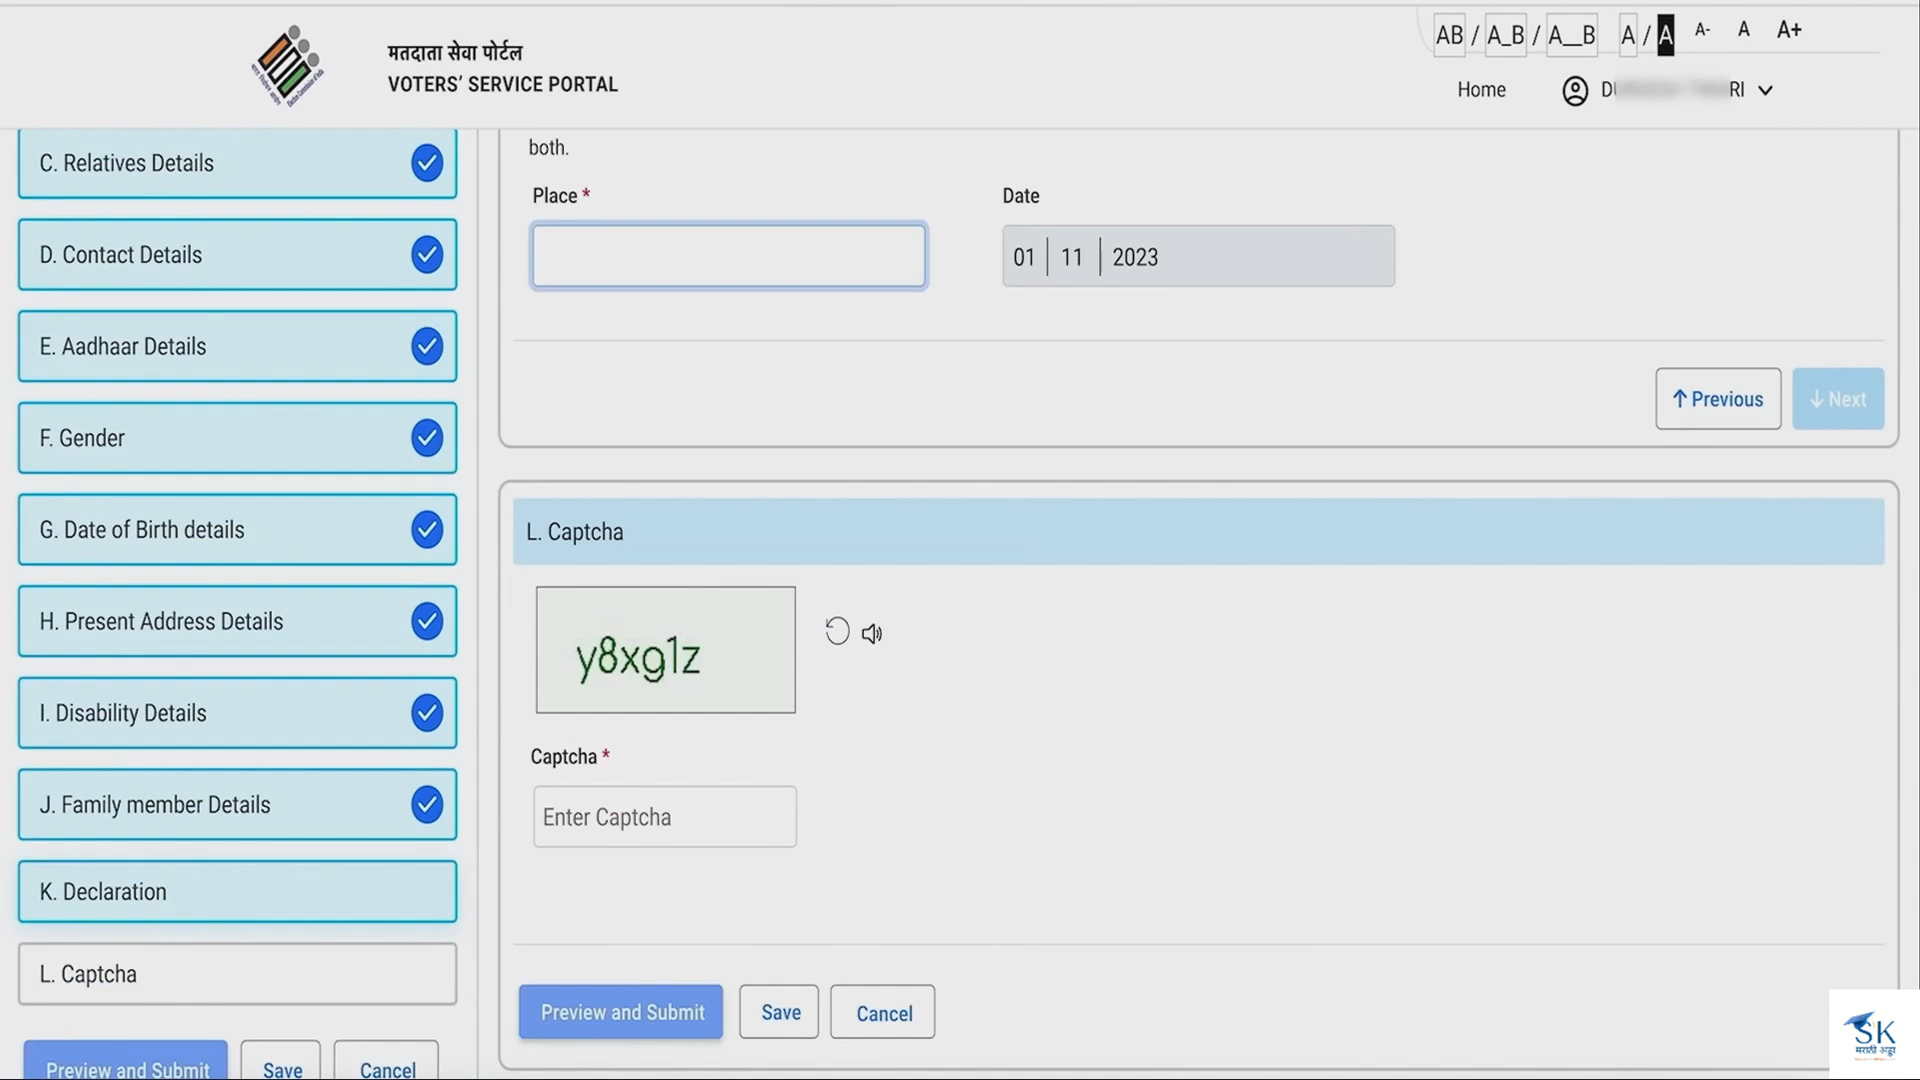 AB / A_B / A__B A / A A- A A+
मतदाता सेवा पोर्टल
VOTERS' SERVICE PORTAL
Home
C. Relatives Details
D. Contact Details
E. Aadhaar Details
F. Gender
G. Date of Birth details
H. Present Address Details
I. Disability Details
J. Family member Details
K. Declaration
L. Captcha
Preview and Submit Save Cancel
both.
Place * Date
01 11 2023
Previous Next
L. Captcha
y8xg1z
Captcha *
Enter Captcha
Preview and Submit Save Cancel
SK
मराठी अड्डा